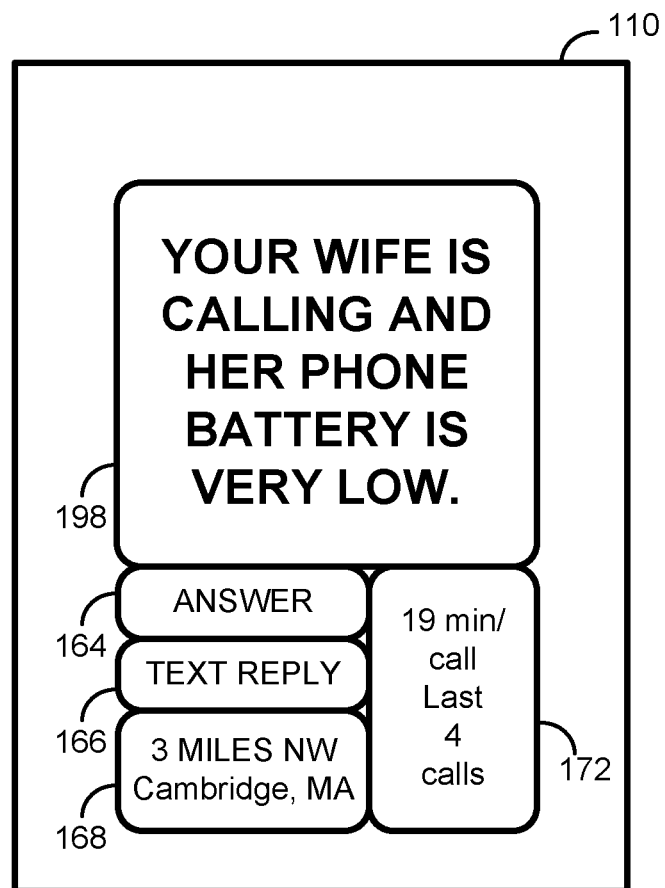 110
YOUR WIFE IS
CALLING AND
HER PHONE
BATTERY IS
VERY LOW.
198
ANSWER
164
TEXT REPLY
166
3 MILES NW
Cambridge, MA
168
19 min/
call
Last
4
calls
172